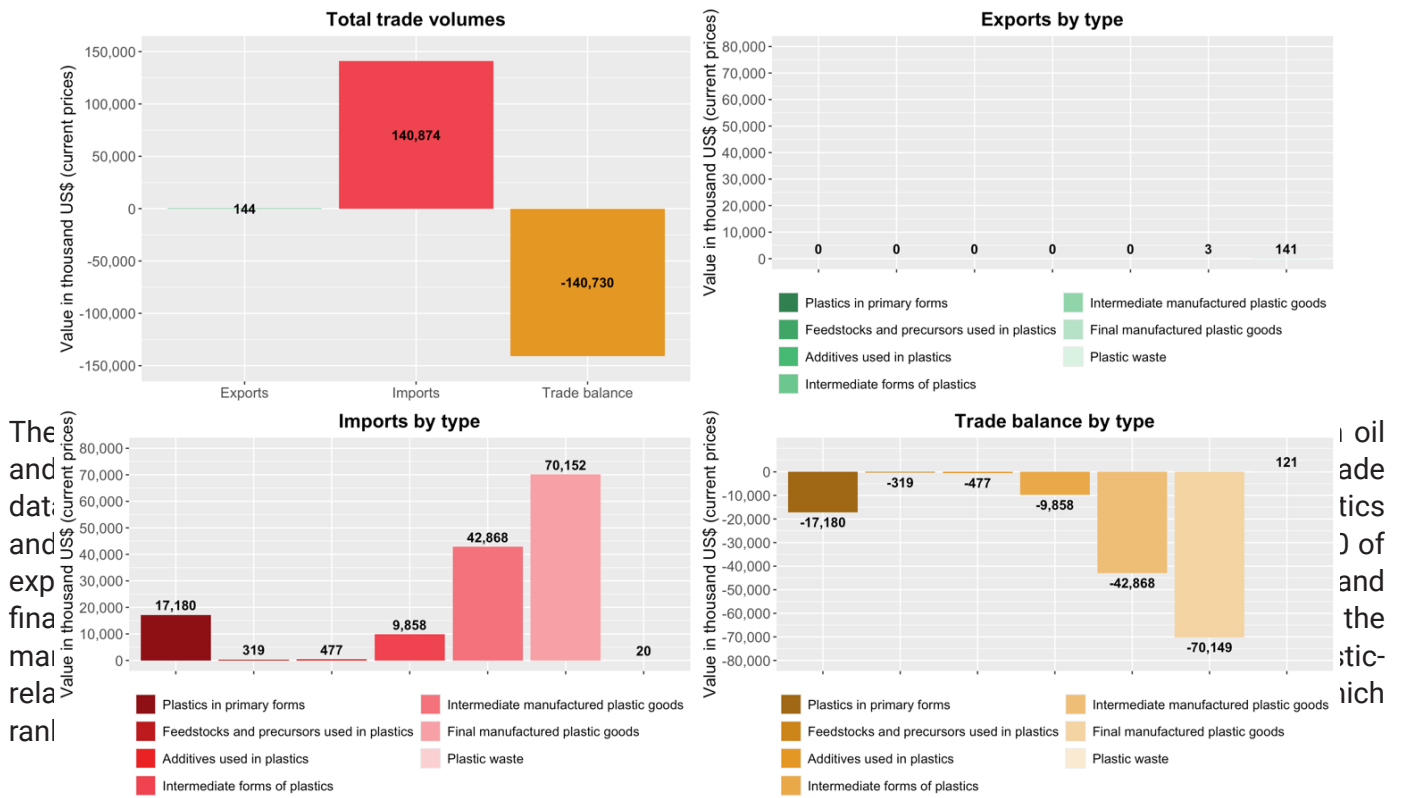 Total trade volumes
Value in thousand US$ (current prices)
150,000
100,000
50,000
0
-50,000
-100,000
-150,000
144
140,874
-140,730
Exports
Imports
Trade balance
Exports by type
Value in thousand US$ (current prices)
80,000
70,000
60,000
50,000
40,000
30,000
20,000
10,000
0
0 0 0 0 0 3 141
Plastics in primary forms
Feedstocks and precursors used in plastics
Additives used in plastics
Intermediate forms of plastics
Intermediate manufactured plastic goods
Final manufactured plastic goods
Plastic waste
Imports by type
Value in thousand US$ (current prices)
80,000
70,000
60,000
50,000
40,000
30,000
20,000
10,000
0
17,180 319 477 9,858 42,868 70,152 20
Plastics in primary forms
Feedstocks and precursors used in plastics
Additives used in plastics
Intermediate forms of plastics
Intermediate manufactured plastic goods
Final manufactured plastic goods
Plastic waste
Trade balance by type
Value in thousand US$ (current prices)
0
-10,000
-20,000
-30,000
-40,000
-50,000
-60,000
-70,000
-80,000
-17,180 -319 -477 -9,858 -42,868 -70,149 121
Plastics in primary forms
Feedstocks and precursors used in plastics
Additives used in plastics
Intermediate forms of plastics
Intermediate manufactured plastic goods
Final manufactured plastic goods
Plastic waste
oil
and
and
of
and
the